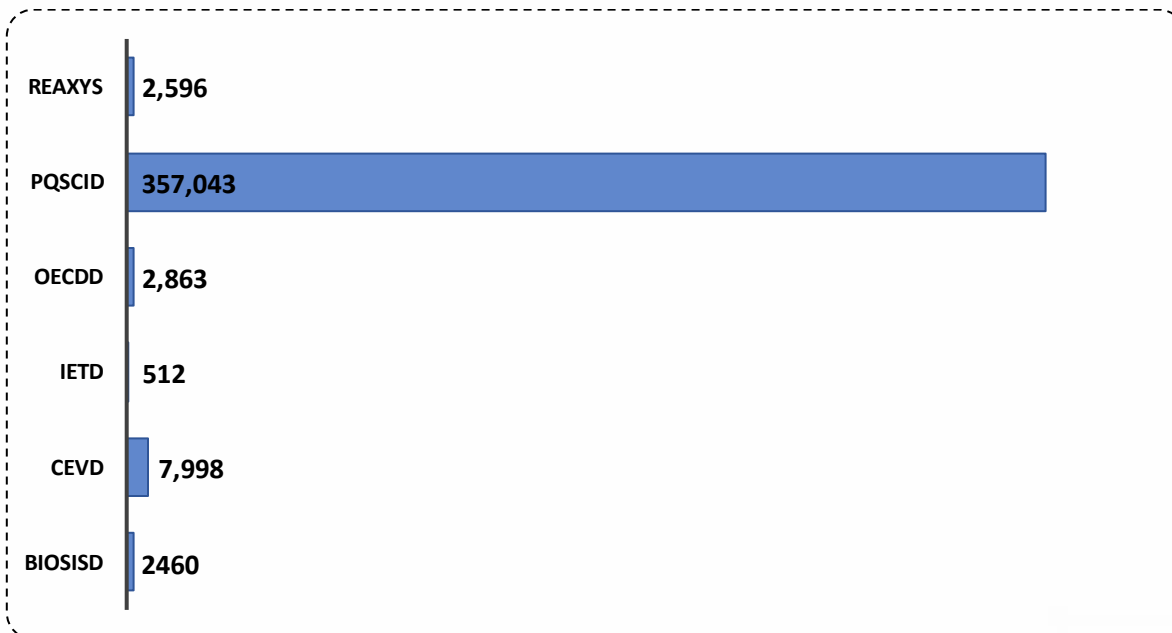 REAXYS 2,596
PQSCID 357,043
OECDD 2,863
IETD 512
CEVD 7,998
BIOSISD 2460